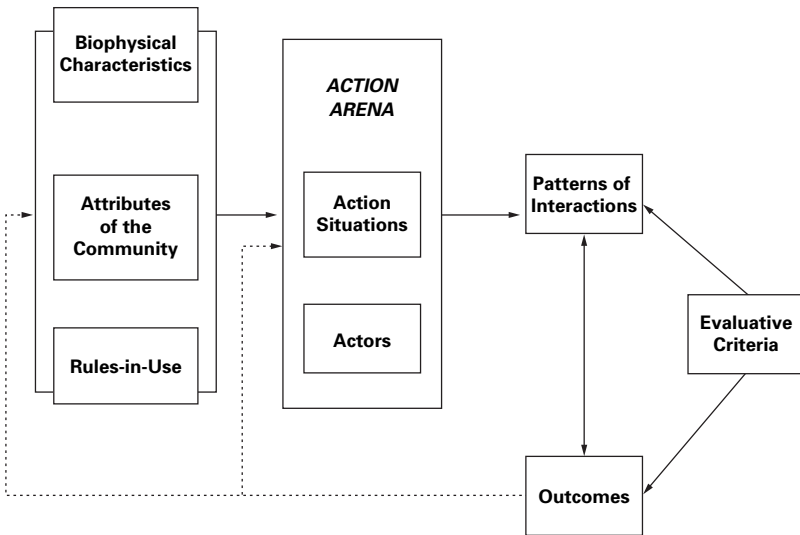 Biophysical
Characteristics
Attributes
of the
Community
Rules-in-Use
ACTION
ARENA
Action
Situations
Actors
Patterns of
Interactions
Evaluative
Criteria
Outcomes